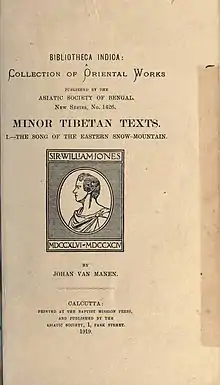 BIBLIOTHECA INDICA:
A
COLLECTION OF ORIENTAL WORKS
PUBLISHED BY THE
ASIATIC SOCIETY OF BENGAL.
NEW SERIES, No. 1426.
MINOR TIBETAN TEXTS.
I.—THE SONG OF THE EASTERN SNOW-MOUNTAIN.
SIR WILLIAM JONES
MDCCXLVI-MDCCXCIV
BY
JOHAN VAN MANEN.
CALCUTTA:
PRINTED AT THE BAPTIST MISSION PRESS,
AND PUBLISHED BY THE
ASIATIC SOCIETY, 1, PARK STREET.
1919.